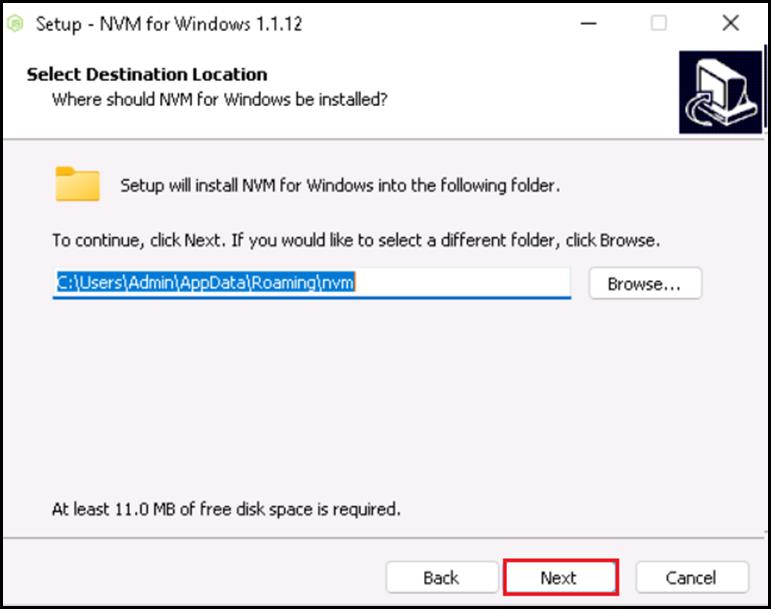 Setup - NVM for Windows 1.1.12
Select Destination Location
Where should NVM for Windows be installed?
Setup will install NVM for Windows into the following folder.
To continue, click Next. If you would like to select a different folder, click Browse.
C:\Users\Admin\AppData\Roaming\nvm
Browse...
At least 11.0 MB of free disk space is required.
Back
Next
Cancel